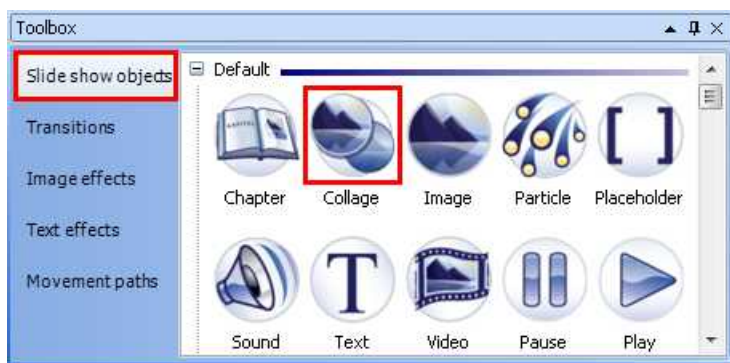 Toolbox
Slide show objects
Transitions
Image effects
Text effects
Movement paths
Default
Chapter Collage Image Particle Placeholder
Sound Text Video Pause Play